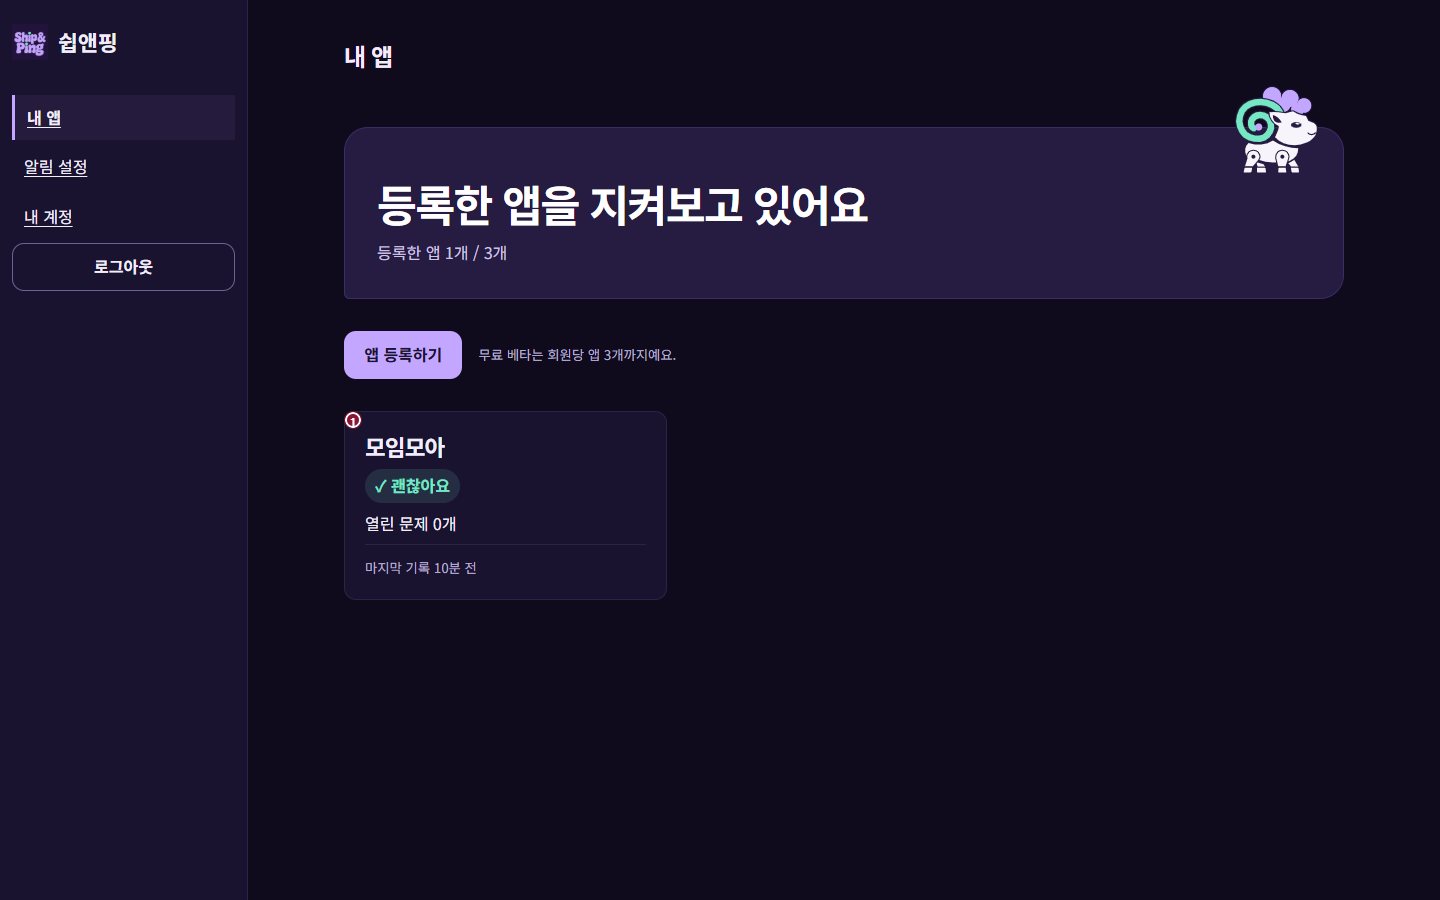 Ship&
Ping
쉽앤핑
내 앱
알림 설정
내 계정
로그아웃
내 앱
등록한 앱을 지켜보고 있어요
등록한 앱 1개 / 3개
앱 등록하기
무료 베타는 회원당 앱 3개까지예요.
1
모임모아
✓ 괜찮아요
열린 문제 0개
마지막 기록 10분 전